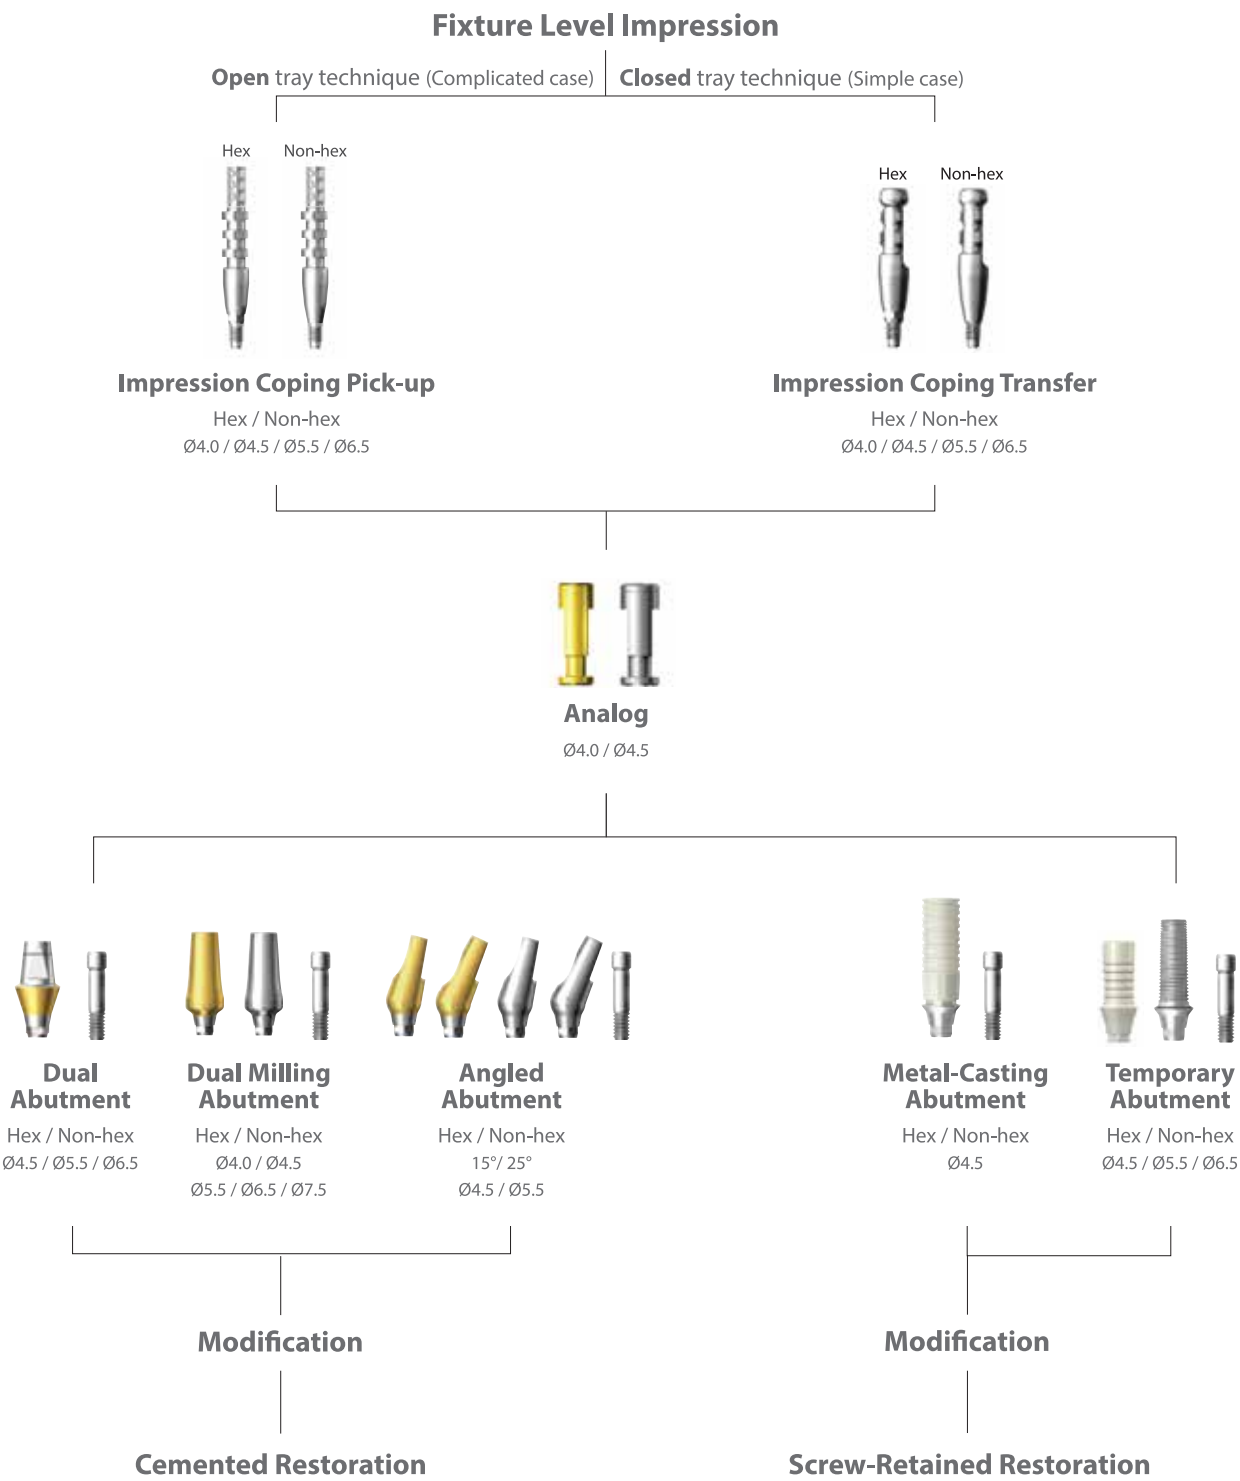 Fixture Level Impression
Open tray technique (Complicated case)
Closed tray technique (Simple case)
Hex
Non-hex
Hex
Non-hex
Impression Coping Pick-up
Hex / Non-hex
Ø4.0 / Ø4.5 / Ø5.5 / Ø6.5
Impression Coping Transfer
Hex / Non-hex
Ø4.0 / Ø4.5 / Ø5.5 / Ø6.5
Analog
Ø4.0 / Ø4.5
Dual
Abutment
Hex / Non-hex
Ø4.5 / Ø5.5 / Ø6.5
Dual Milling
Abutment
Hex / Non-hex
Ø4.0 / Ø4.5
Ø5.5 / Ø6.5 / Ø7.5
Angled
Abutment
Hex / Non-hex
15°/ 25°
Ø4.5 / Ø5.5
Metal-Casting
Abutment
Hex / Non-hex
Ø4.5
Temporary
Abutment
Hex / Non-hex
Ø4.5 / Ø5.5 / Ø6.5
Modification
Modification
Cemented Restoration
Screw-Retained Restoration